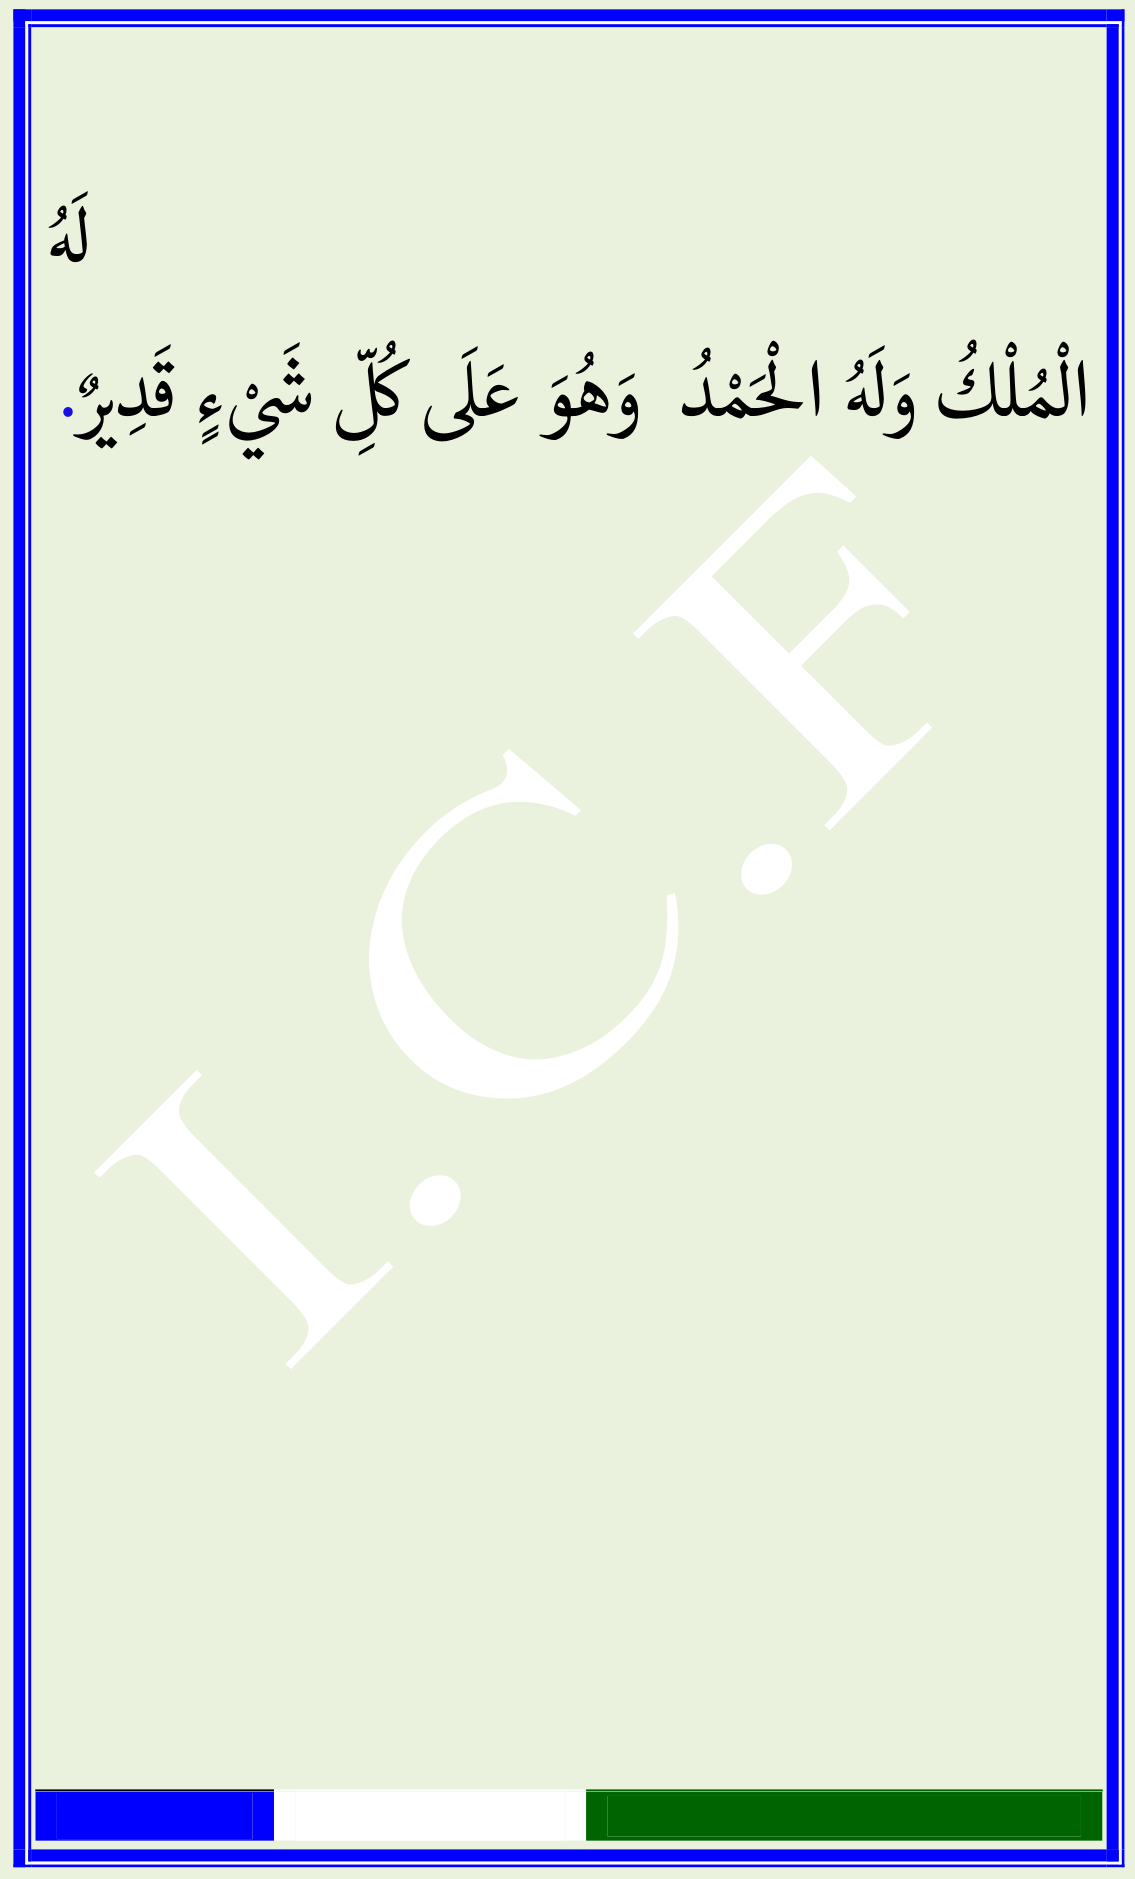 لَهُ
الْمُلْكُ وَلَهُ الْحَمْدُ وَهُوَ عَلَى كُلِّ شَيْءٍ قَدِيرٌ.
I.C.F